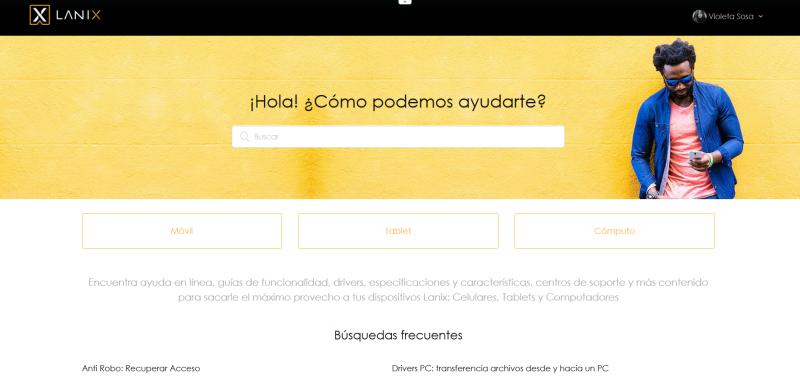 LANIX
Violeta Sosa
¡Hola! ¿Cómo podemos ayudarte?
Buscar
Móvil
Tablet
Cómputo
Encuentra ayuda en línea, guías de funcionalidad, drivers, especificaciones y características, centros de soporte y más contenido
para sacarle el máximo provecho a tus dispositivos Lanix: Celulares, Tablets y Computadores
Búsquedas frecuentes
Anti Robo: Recuperar Acceso
Drivers PC: transferencia archivos desde y hacia un PC